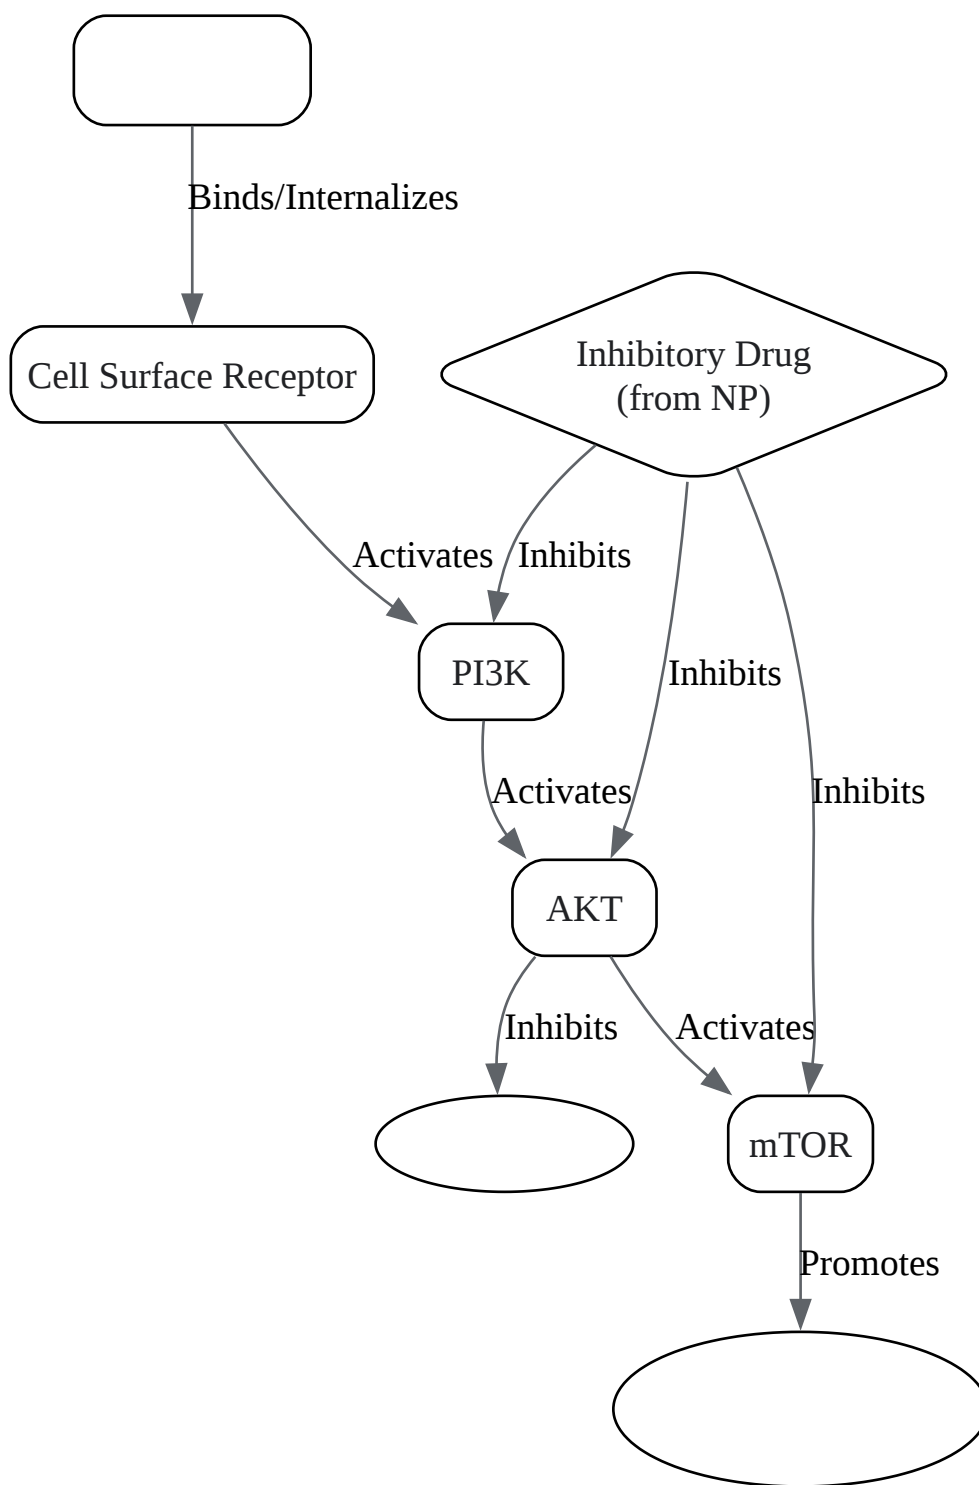 Binds/Internalizes
Inhibitory Drug
(from NP)
Cell Surface Receptor
Activates
Inhibits
PI3K
Inhibits
Activates
Inhibits
AKT
Inhibits
Activates
mTOR
Promotes